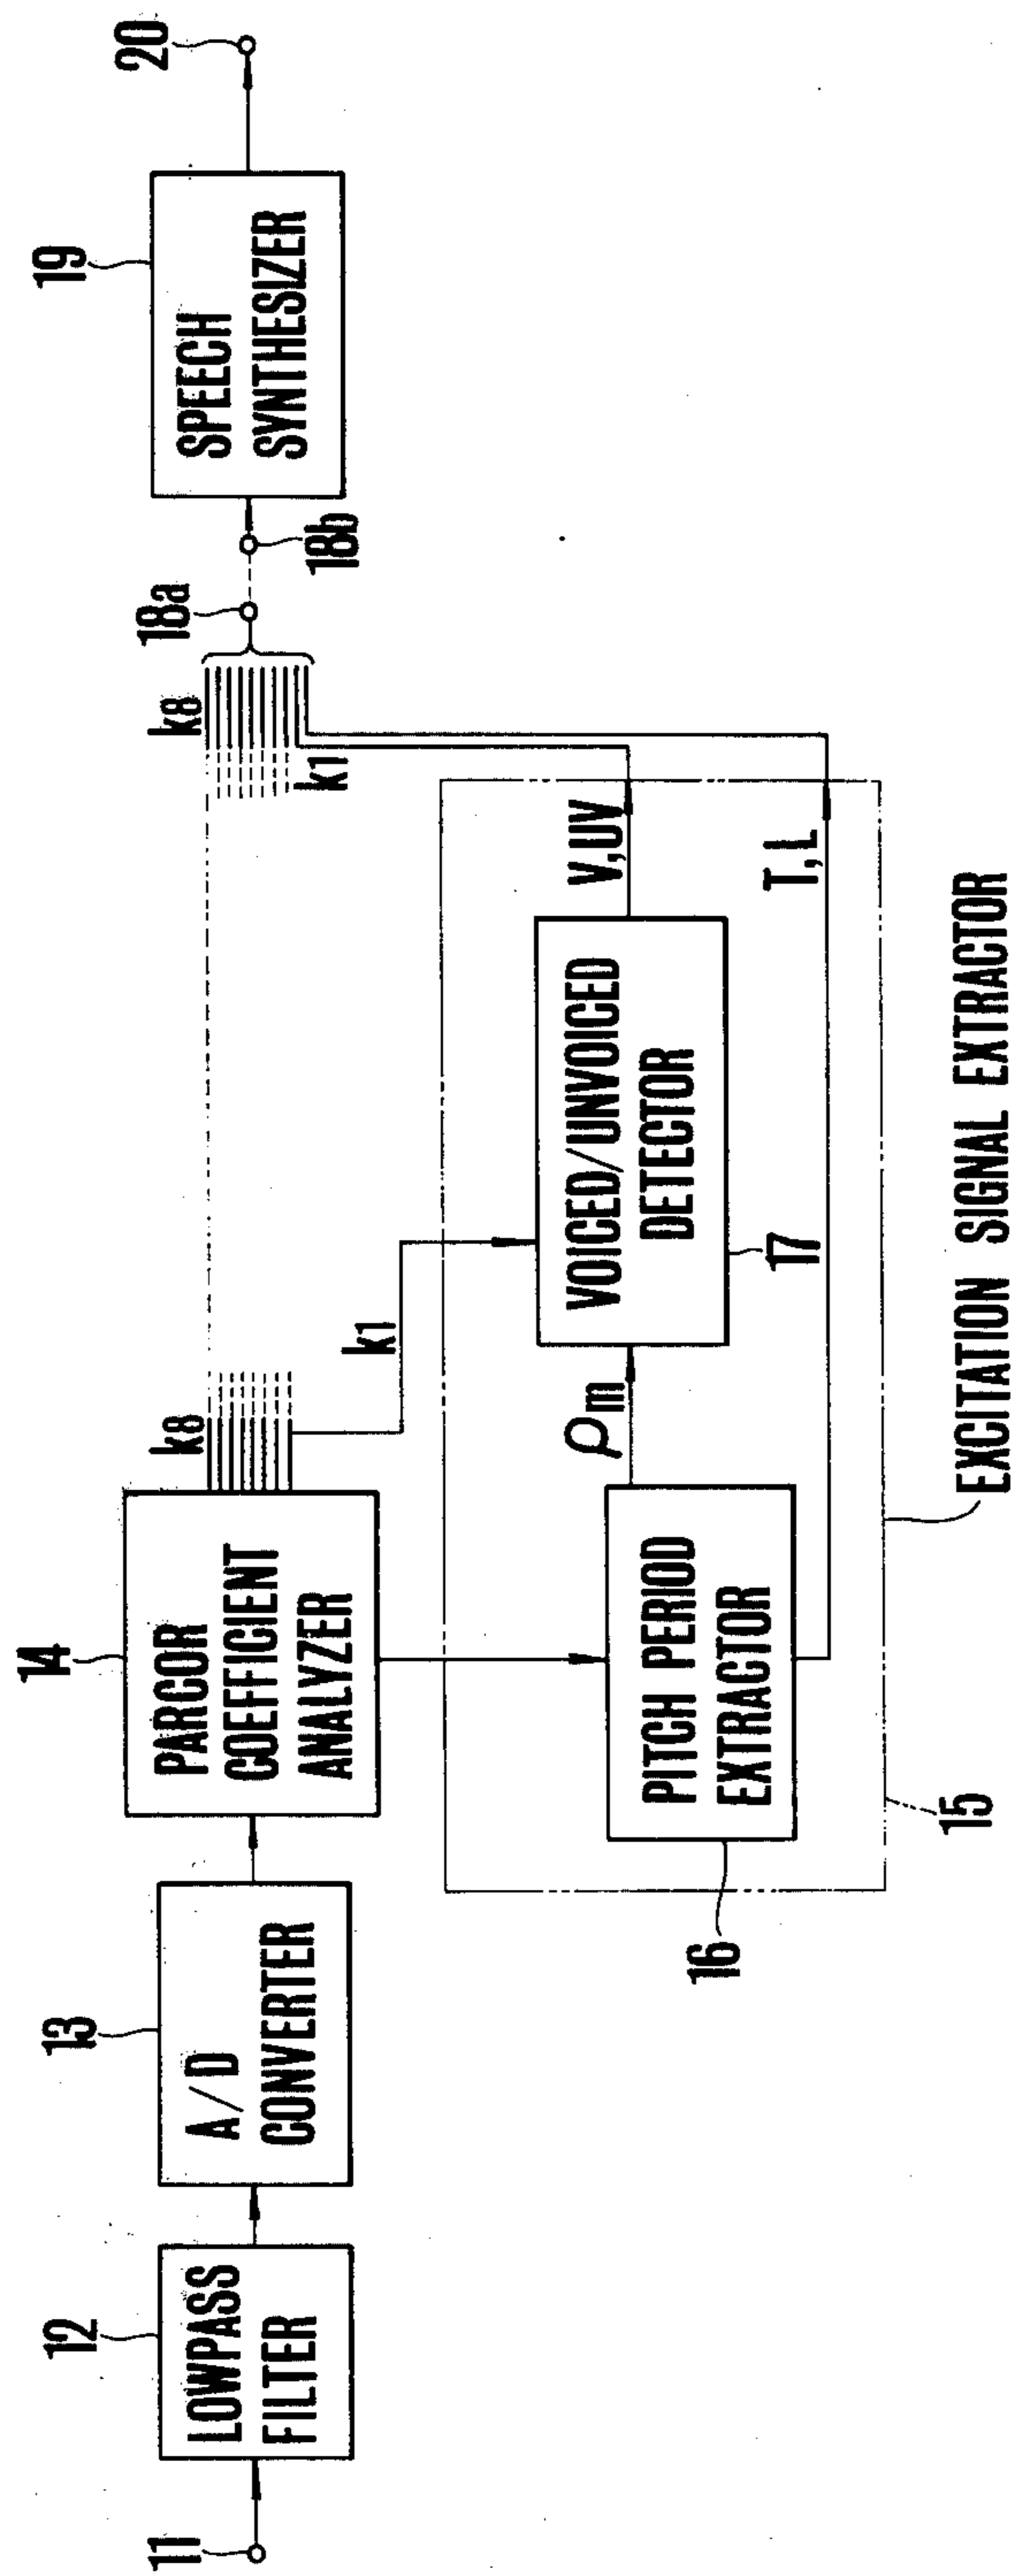 11
12
LOWPASS
FILTER
13
A/D
CONVERTER
14
PARCOR
COEFFICIENT
ANALYZER
k8
k1
k8
k1
18a
18b
19
SPEECH
SYNTHESIZER
20
16
PITCH PERIOD
EXTRACTOR
ρm
VOICED/UNVOICED
DETECTOR
17
V,UV
T,L
15
EXCITATION SIGNAL EXTRACTOR